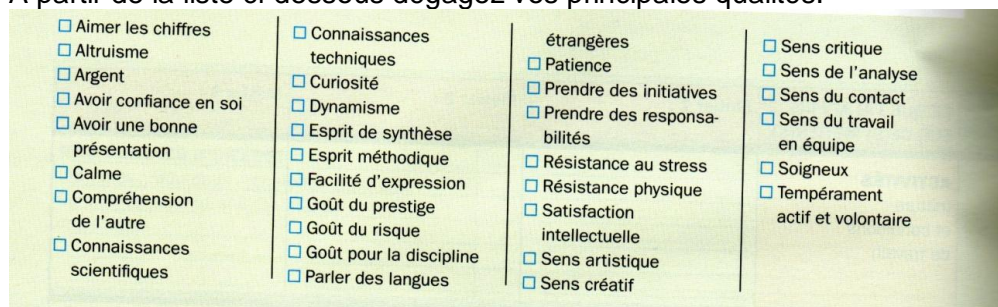 A partir de la liste ci-dessous dégagez vos principales qualités.
☐ Aimer les chiffres
☐ Altruisme
☐ Argent
☐ Avoir confiance en soi
☐ Avoir une bonne
présentation
☐ Calme
☐ Compréhension
de l'autre
☐ Connaissances
scientifiques
☐ Connaissances
techniques
☐ Curiosité
☐ Dynamisme
☐ Esprit de synthèse
☐ Esprit méthodique
☐ Facilité d'expression
☐ Goût du prestige
☐ Goût du risque
☐ Goût pour la discipline
☐ Parler des langues
étrangères
☐ Patience
☐ Prendre des initiatives
☐ Prendre des responsa-
bilités
☐ Résistance au stress
☐ Résistance physique
☐ Satisfaction
intellectuelle
☐ Sens artistique
☐ Sens créatif
☐ Sens critique
☐ Sens de l'analyse
☐ Sens du contact
☐ Sens du travail
en équipe
☐ Soigneux
☐ Tempérament
actif et volontaire